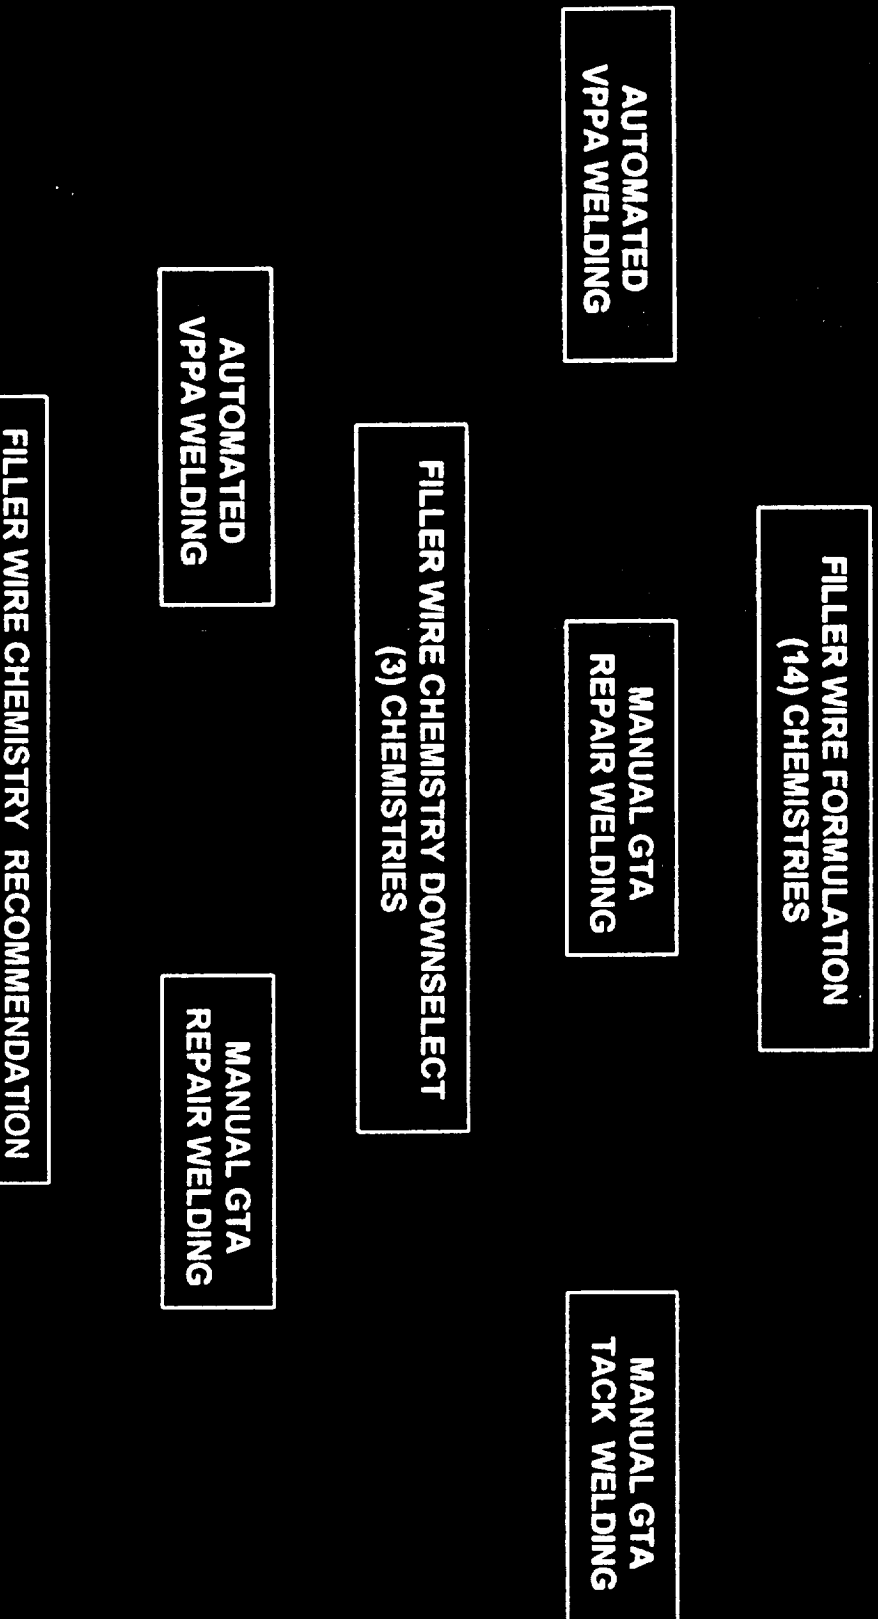 FILLER WIRE FORMULATION
(14) CHEMISTRIES
AUTOMATED
VPPA WELDING
MANUAL GTA
REPAIR WELDING
MANUAL GTA
TACK WELDING
FILLER WIRE CHEMISTRY DOWNSELECT
(3) CHEMISTRIES
AUTOMATED
VPPA WELDING
MANUAL GTA
REPAIR WELDING
FILLER WIRE CHEMISTRY RECOMMENDATION